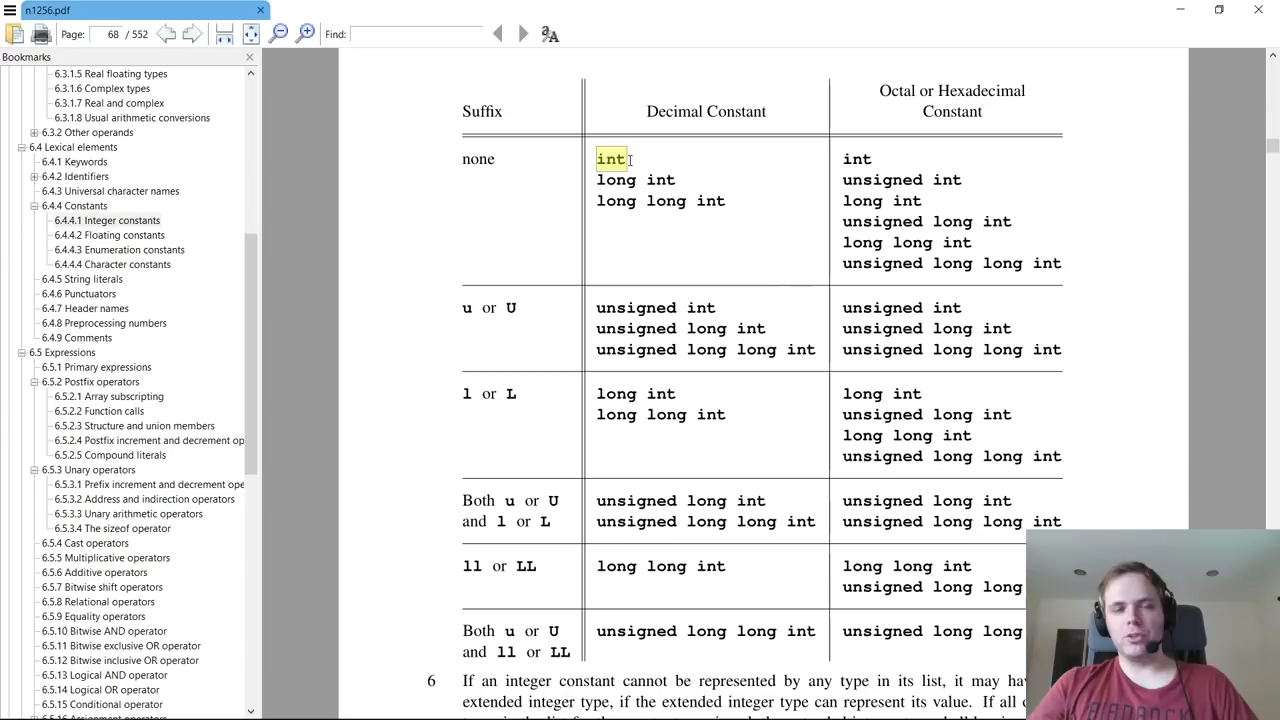 n1256.pdf
Page: 68 / 552 Find:
Bookmarks
6.3.1.5 Real floating types
6.3.1.6 Complex types
6.3.1.7 Real and complex
6.3.1.8 Usual arithmetic conversions
6.3.2 Other operands
6.4 Lexical elements
6.4.1 Keywords
6.4.2 Identifiers
6.4.3 Universal character names
6.4.4 Constants
6.4.4.1 Integer constants
6.4.4.2 Floating constants
6.4.4.3 Enumeration constants
6.4.4.4 Character constants
6.4.5 String literals
6.4.6 Punctuators
6.4.7 Header names
6.4.8 Preprocessing numbers
6.4.9 Comments
6.5 Expressions
6.5.1 Primary expressions
6.5.2 Postfix operators
6.5.2.1 Array subscripting
6.5.2.2 Function calls
6.5.2.3 Structure and union members
6.5.2.4 Postfix increment and decrement op
6.5.2.5 Compound literals
6.5.3 Unary operators
6.5.3.1 Prefix increment and decrement ope
6.5.3.2 Address and indirection operators
6.5.3.3 Unary arithmetic operators
6.5.3.4 The sizeof operator
6.5.4 Cast operators
6.5.5 Multiplicative operators
6.5.6 Additive operators
6.5.7 Bitwise shift operators
6.5.8 Relational operators
6.5.9 Equality operators
6.5.10 Bitwise AND operator
6.5.11 Bitwise exclusive OR operator
6.5.12 Bitwise inclusive OR operator
6.5.13 Logical AND operator
6.5.14 Logical OR operator
6.5.15 Conditional operator
6.5.16 Assignment operators
Octal or Hexadecimal
Suffix Decimal Constant Constant
none int int
long int unsigned int
long long int long int
unsigned long int
long long int
unsigned long long int
u or U unsigned int unsigned int
unsigned long int unsigned long int
unsigned long long int unsigned long long int
l or L long int long int
long long int unsigned long int
long long int
unsigned long long int
Both u or U unsigned long int unsigned long int
and l or L unsigned long long int unsigned long long int
ll or LL long long int long long int
unsigned long long
Both u or U unsigned long long int unsigned long long
and ll or LL
6 If an integer constant cannot be represented by any type in its list, it may have
extended integer type, if the extended integer type can represent its value. If all